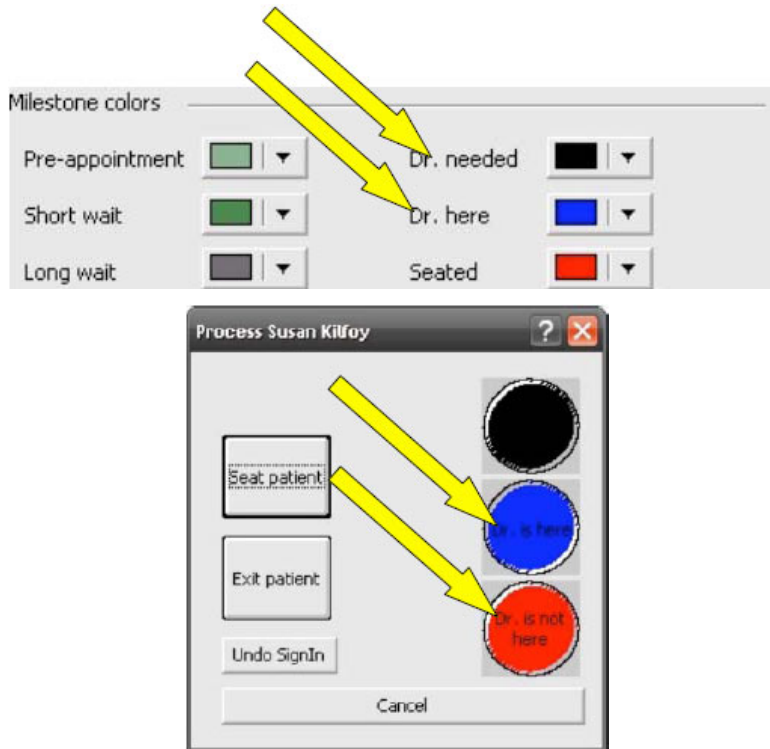 Milestone colors
Pre-appointment Dr. needed
Short wait Dr. here
Long wait Seated
Process Susan Kilfoy ?
Seat patient
Dr. is here
Exit patient
Dr. is not
here
Undo SignIn
Cancel